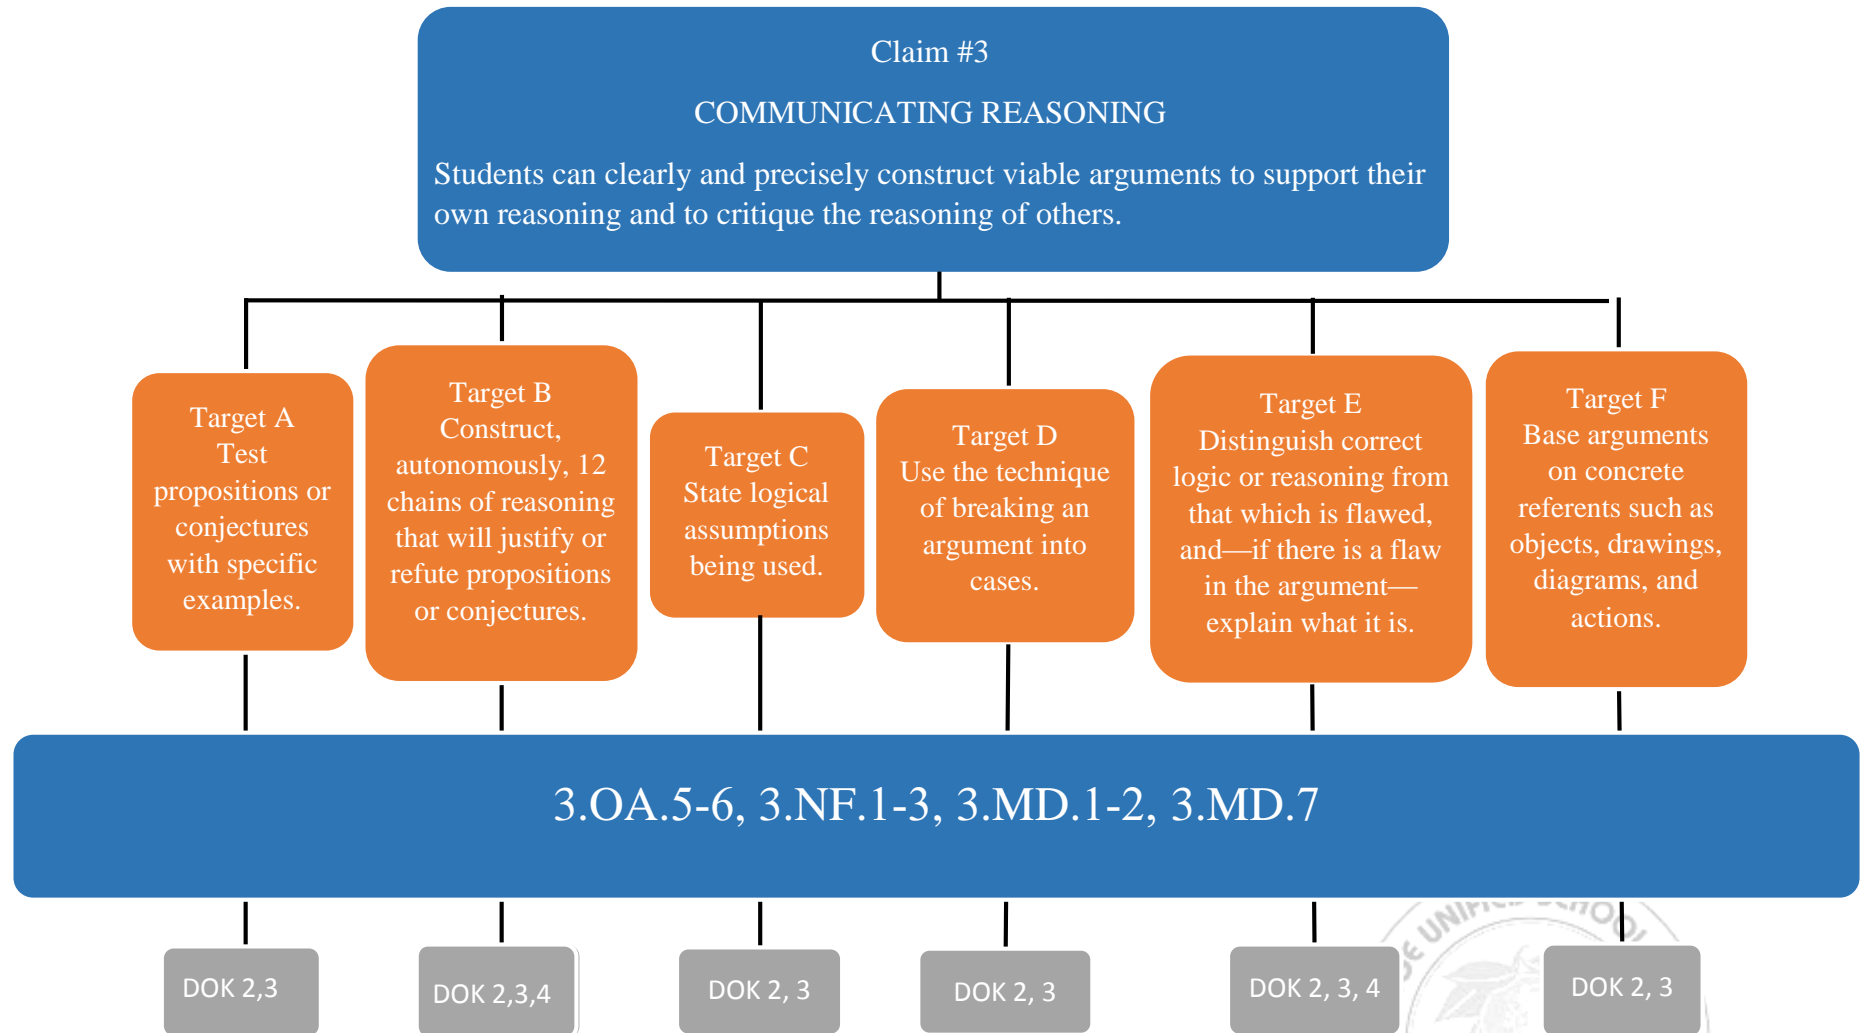 Claim #3
COMMUNICATING REASONING
Students can clearly and precisely construct viable arguments to support their
own reasoning and to critique the reasoning of others.
Target A
Test
propositions or
conjectures
with specific
examples.
Target B
Construct,
autonomously, 12
chains of reasoning
that will justify or
refute propositions
or conjectures.
Target C
State logical
assumptions
being used.
Target D
Use the technique
of breaking an
argument into
cases.
Target E
Distinguish correct
logic or reasoning from
that which is flawed,
and—if there is a flaw
in the argument—
explain what it is.
Target F
Base arguments
on concrete
referents such as
objects, drawings,
diagrams, and
actions.
3.OA.5-6, 3.NF.1-3, 3.MD.1-2, 3.MD.7
DOK 2,3
DOK 2,3,4
DOK 2, 3
DOK 2, 3
DOK 2, 3, 4
DOK 2, 3